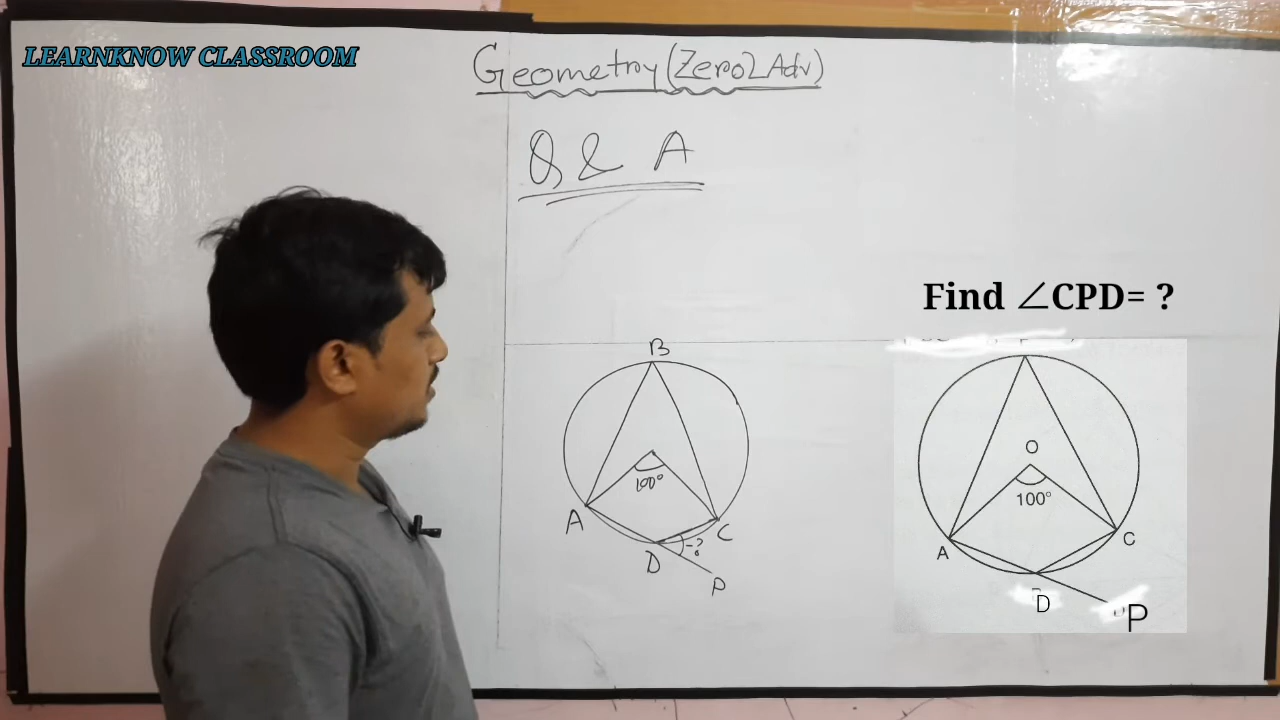 LEARNKNOW CLASSROOM
Geometry (Zero2Adv)
Q & A
Find ∠CPD= ?
B
100°
A
C
-?
D
P
O
100°
A
C
D
P